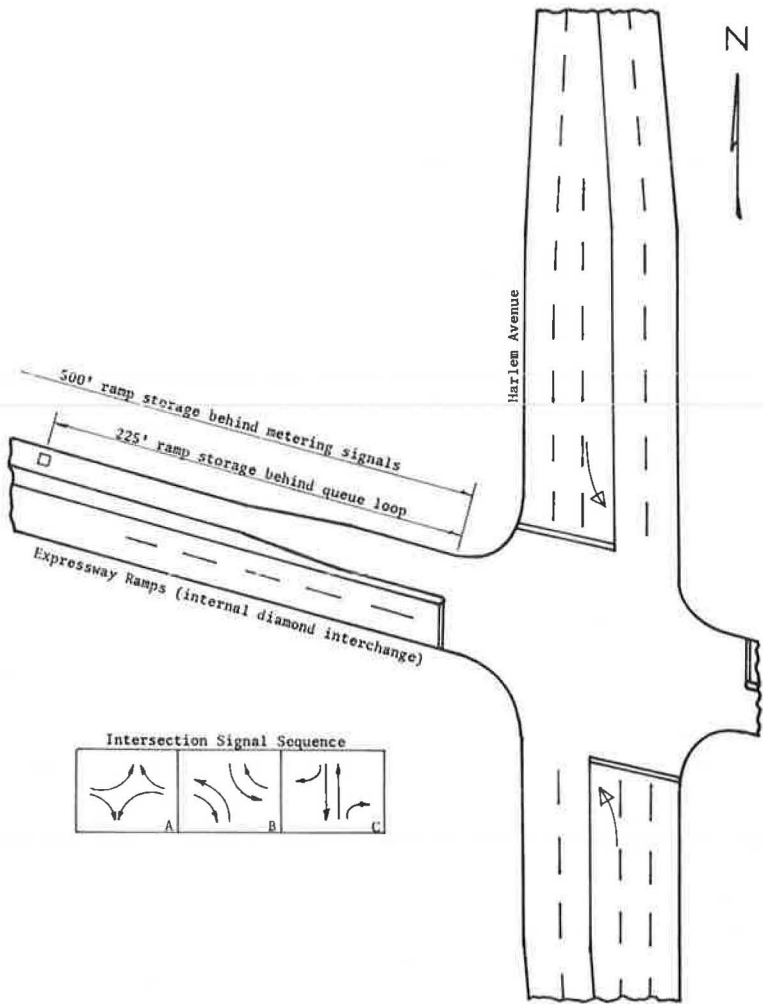 N
Harlem Avenue
500' ramp storage behind metering signals
225' ramp storage behind queue loop
Expressway Ramps (internal diamond interchange)
Intersection Signal Sequence
A
B
C